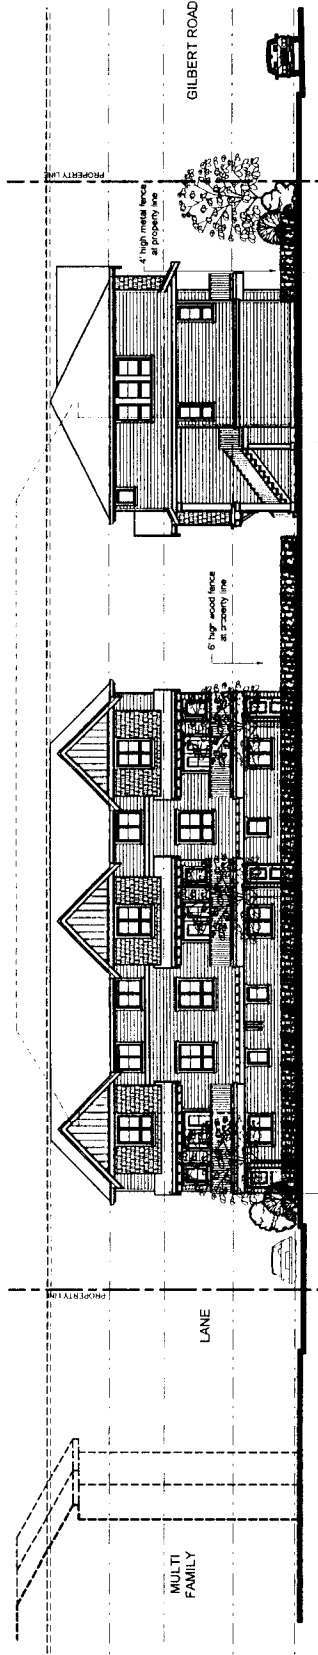 MULTI
FAMILY
LANE
PROPERTY LINE
6' high wood fence
at property line
4' high metal fence
at property line
PROPERTY LINE
GILBERT ROAD